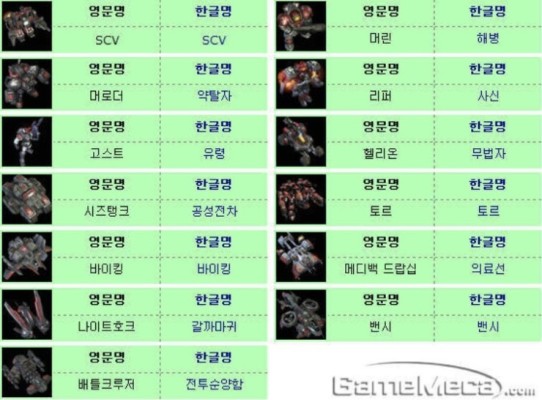 영문명 한글명 영문명 한글명
SCV SCV 머린 해병
영문명 한글명 영문명 한글명
머로더 약탈자 리퍼 사신
영문명 한글명 영문명 한글명
고스트 유령 헬리온 무법자
영문명 한글명 영문명 한글명
시즈탱크 공성전차 토르 토르
영문명 한글명 영문명 한글명
바이킹 바이킹 메디백 드랍십 의료선
영문명 한글명 영문명 한글명
나이트호크 갈까마귀 밴시 밴시
영문명 한글명
배틀크루저 전투순양함
GameMeca.com